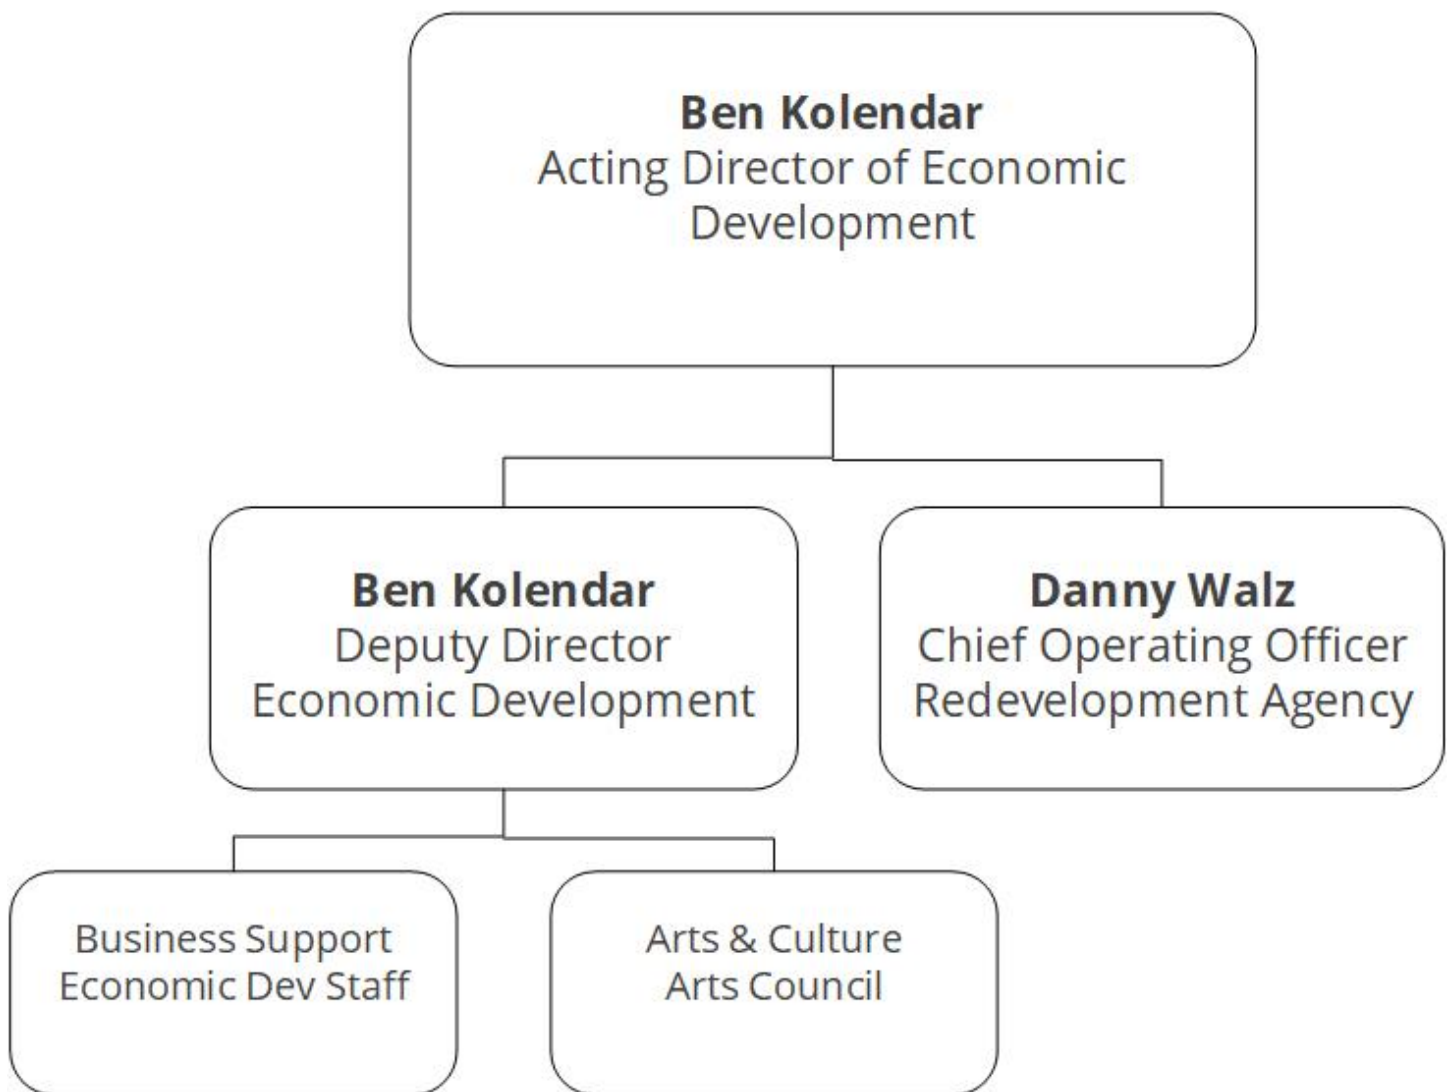 Ben Kolendar
Acting Director of Economic
Development
Ben Kolendar
Deputy Director
Economic Development
Danny Walz
Chief Operating Officer
Redevelopment Agency
Business Support
Economic Dev Staff
Arts & Culture
Arts Council